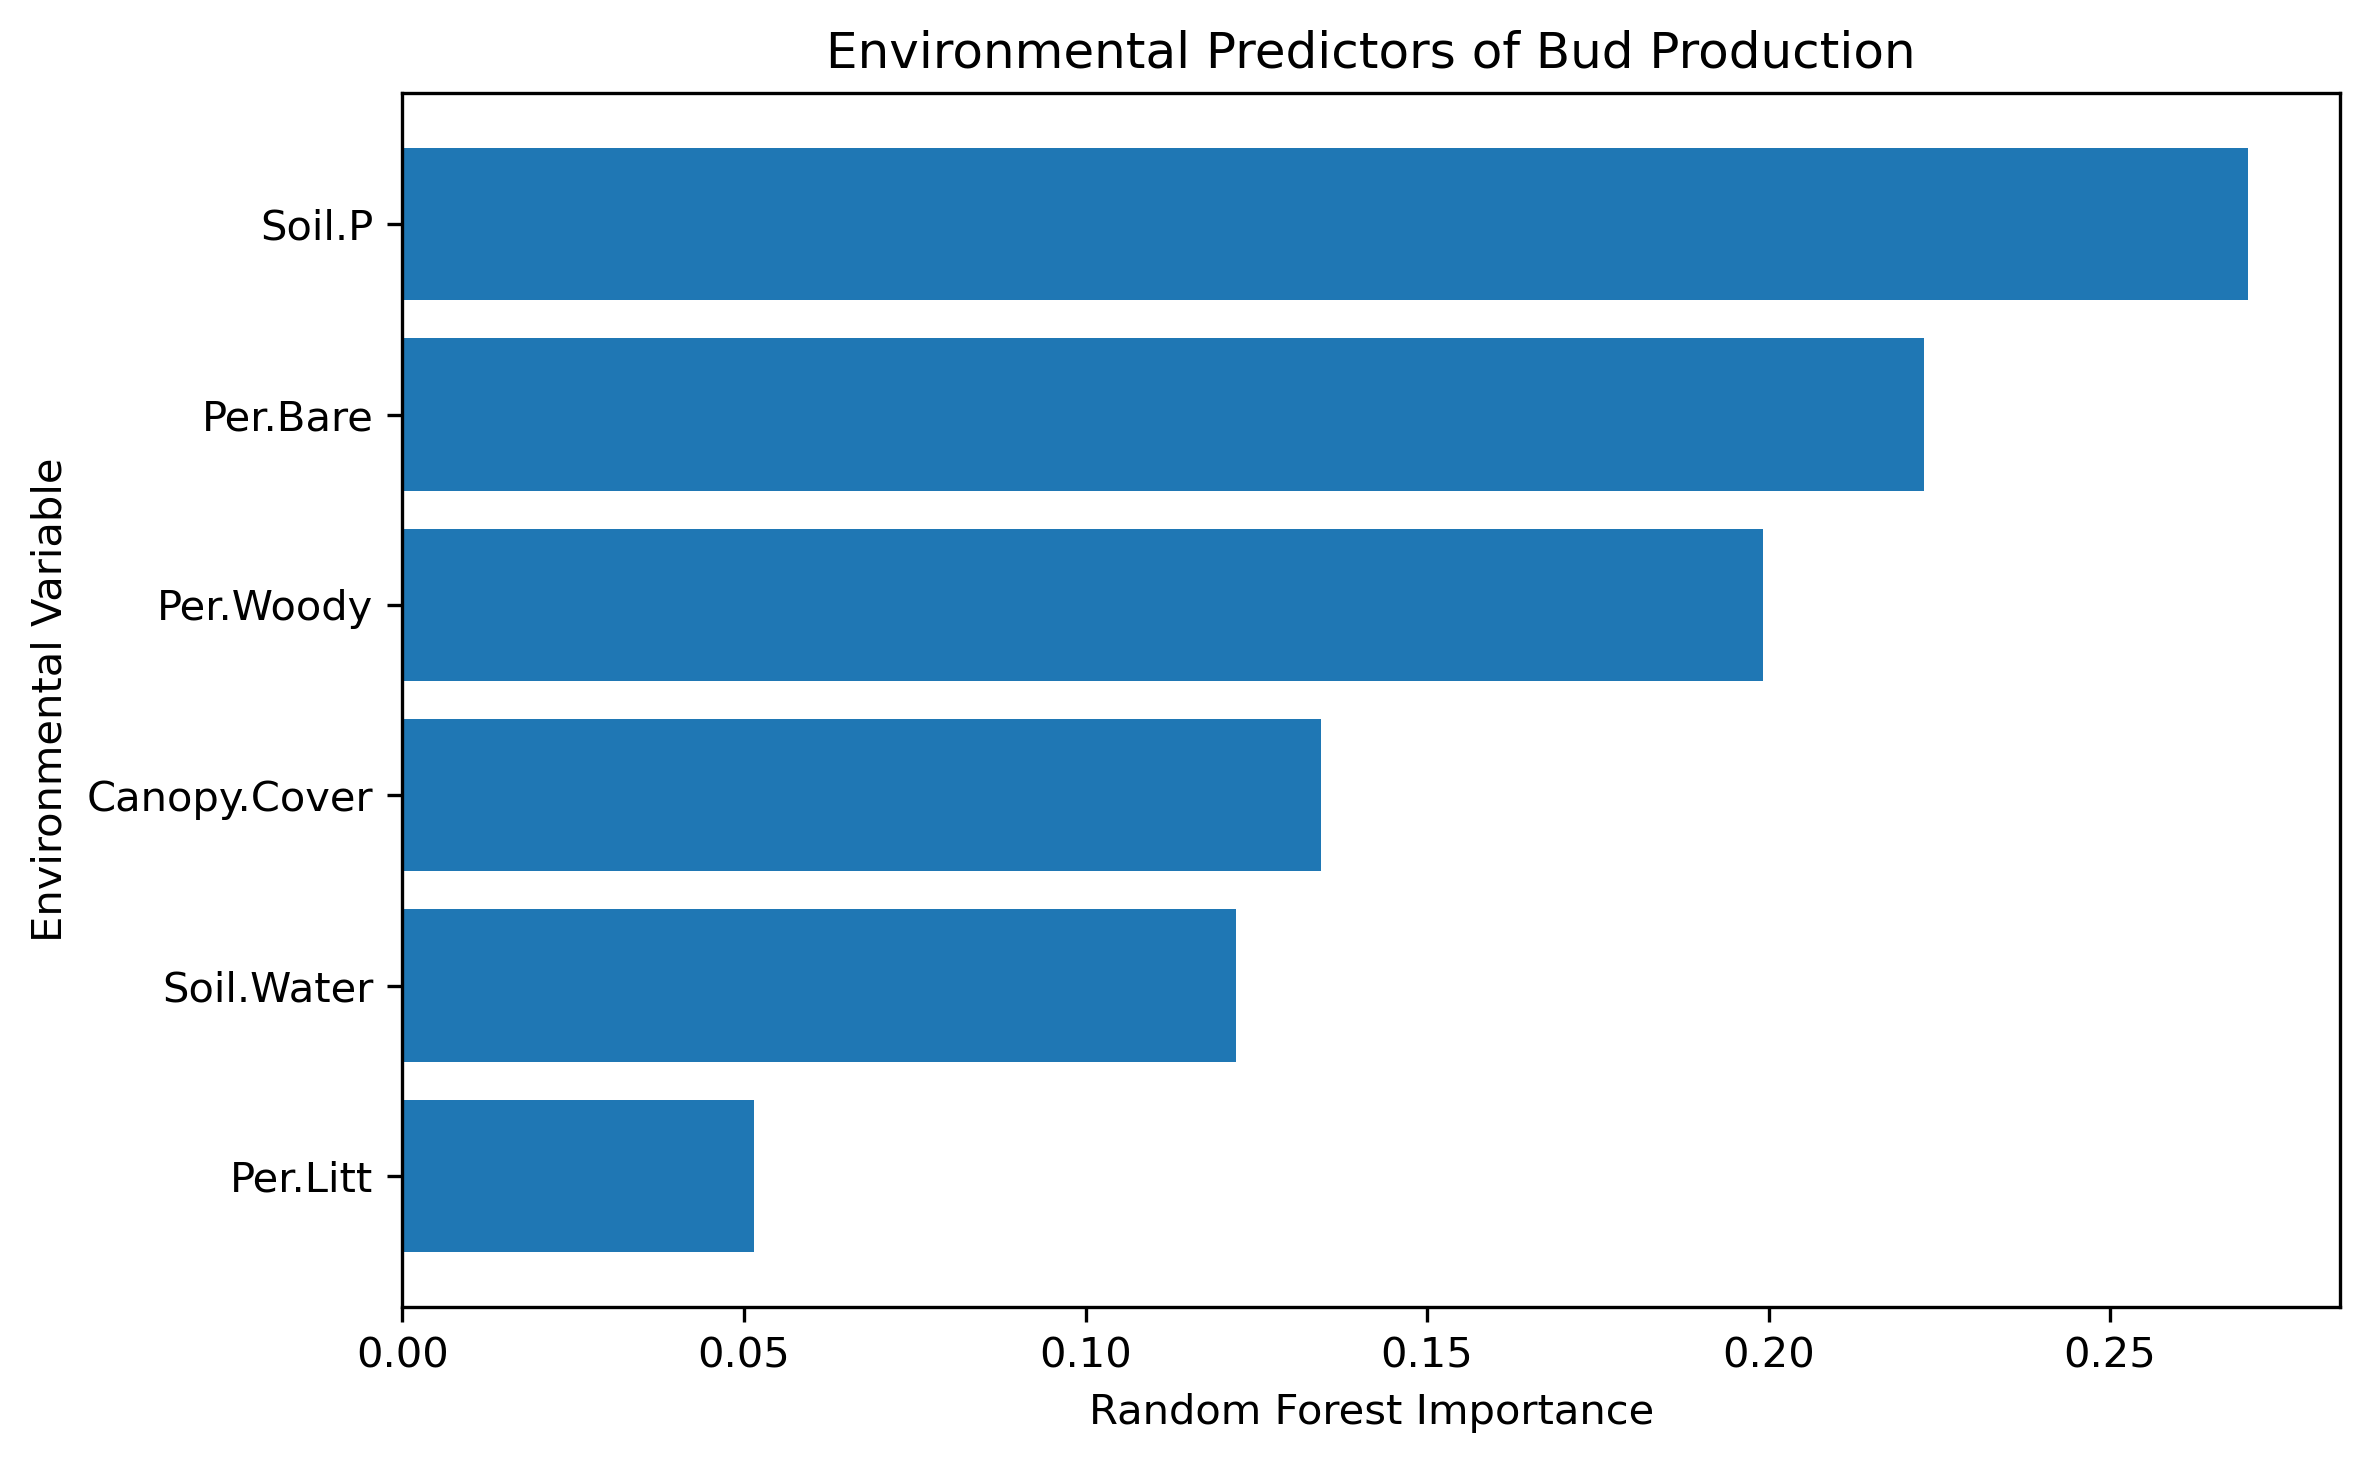 Environmental Predictors of Bud Production
Environmental Variable
Soil.P
Per.Bare
Per.Woody
Canopy.Cover
Soil.Water
Per.Litt
0.00 0.05 0.10 0.15 0.20 0.25
Random Forest Importance